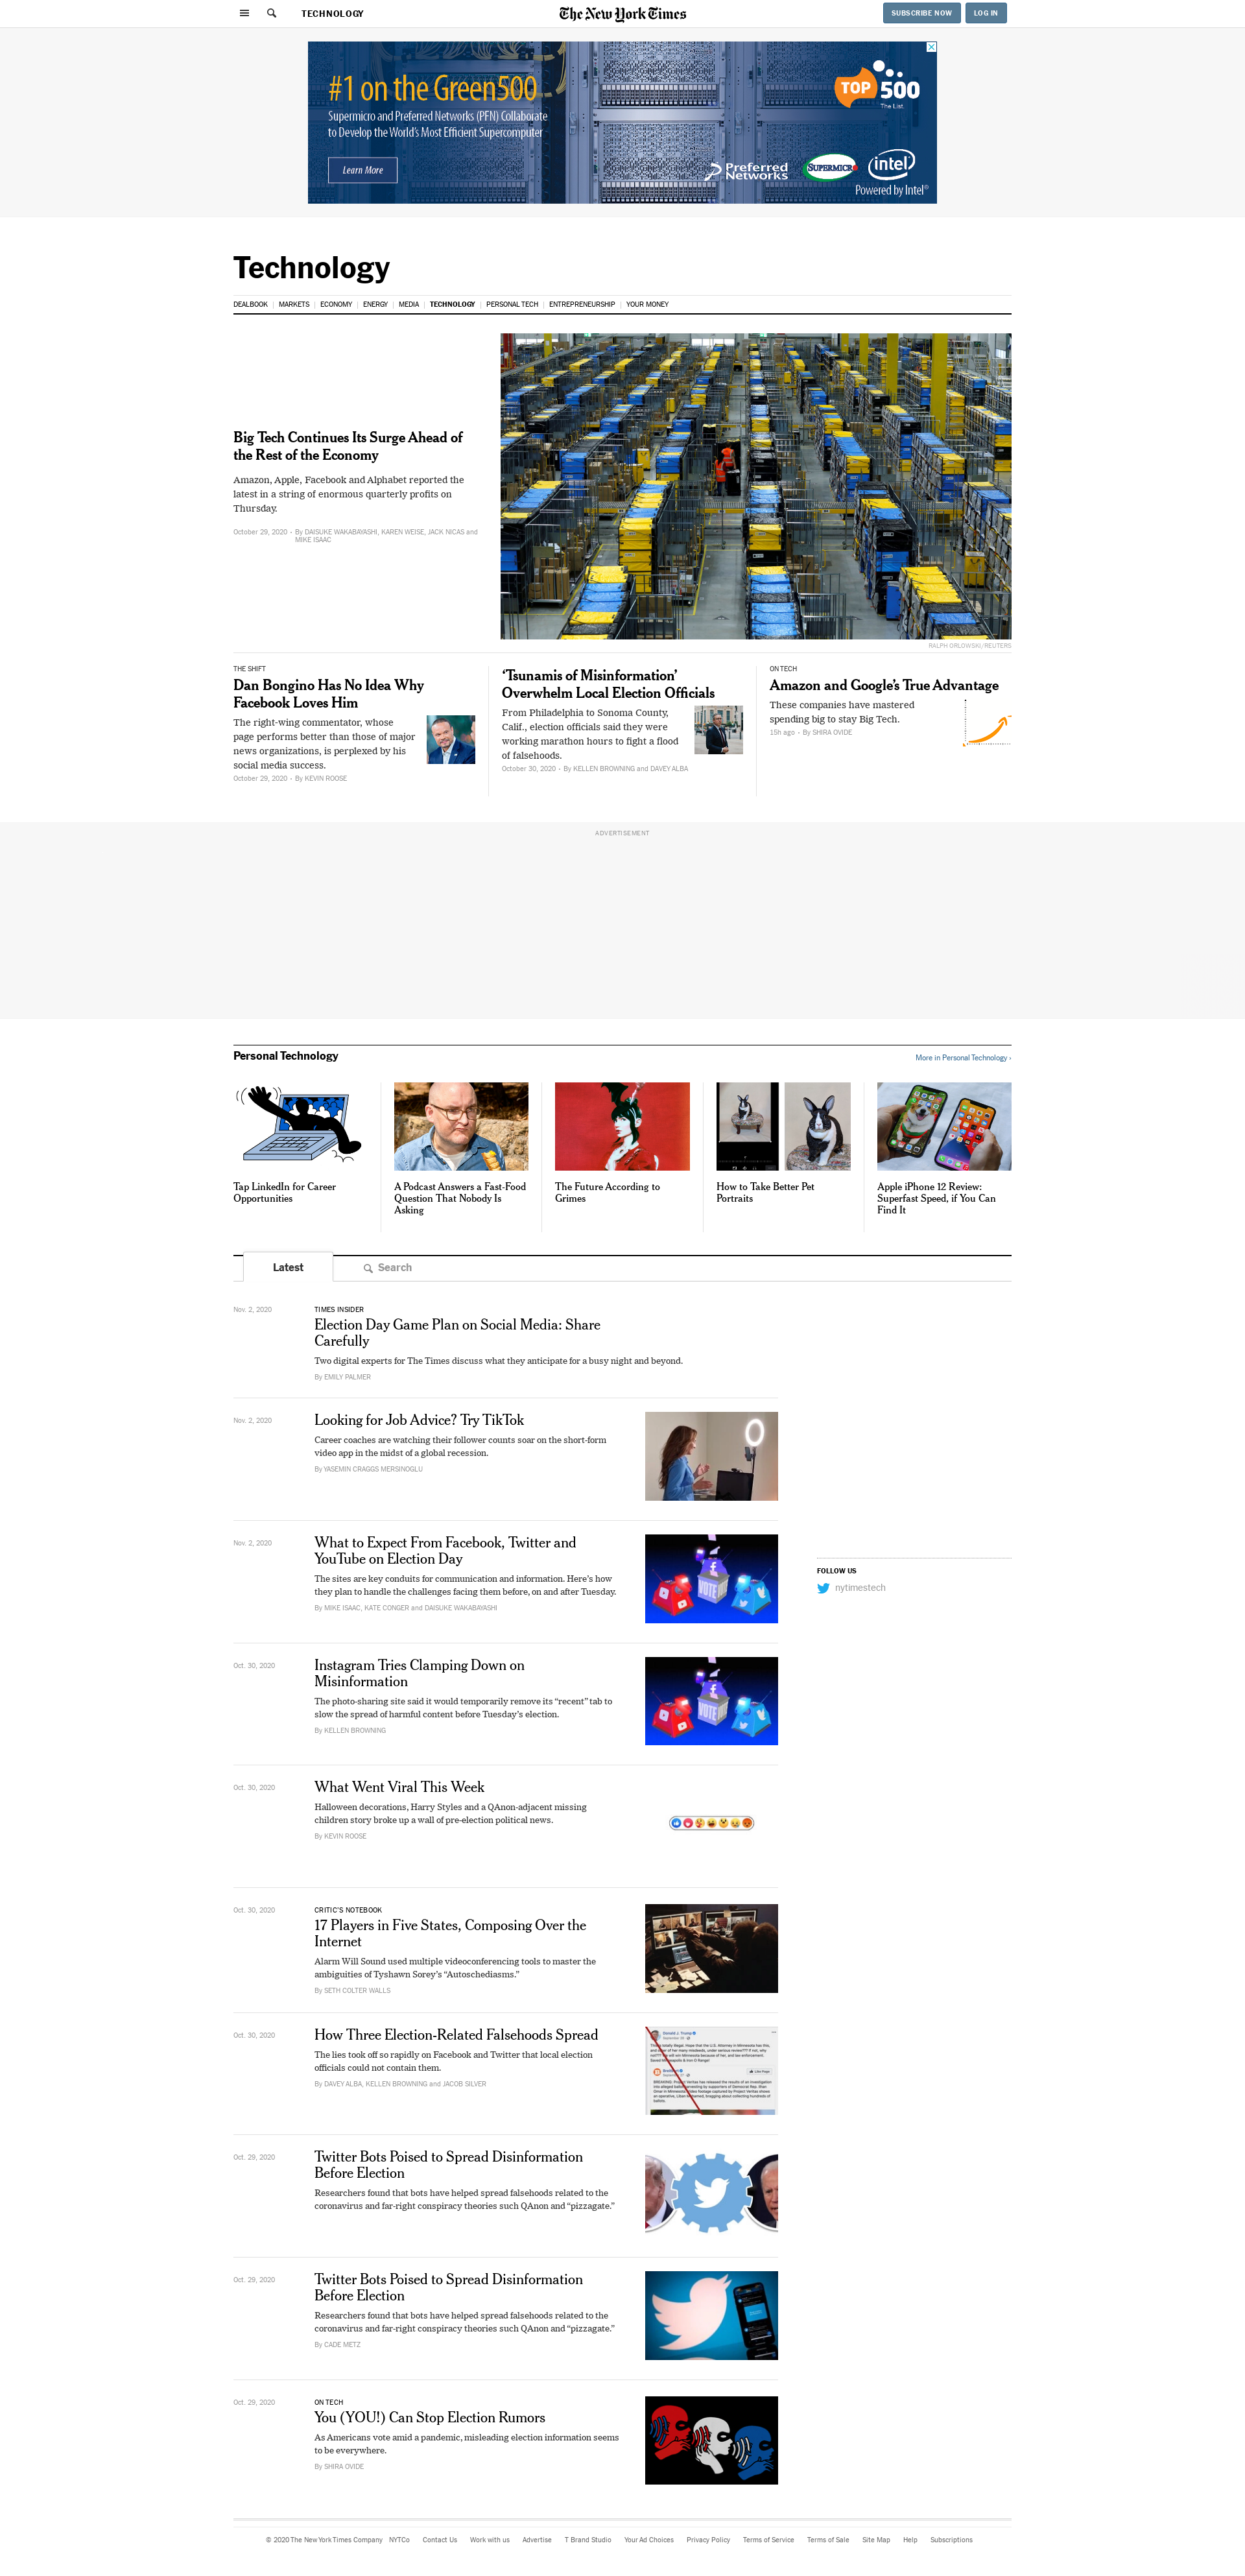 TECHNOLOGY
The New York Times
SUBSCRIBE NOW
LOG IN
#1 on the Green500
Supermicro and Preferred Networks (PFN) Collaborate
to Develop the World's Most Efficient Supercomputer
Learn More
TOP 500
The List.
Preferred
Networks
SUPERMICR
intel
Powered by Intel®
Technology
DEALBOOK | MARKETS | ECONOMY | ENERGY | MEDIA | TECHNOLOGY | PERSONAL TECH | ENTREPRENEURSHIP | YOUR MONEY
Big Tech Continues Its Surge Ahead of
the Rest of the Economy
Amazon, Apple, Facebook and Alphabet reported the
latest in a string of enormous quarterly profits on
Thursday.
October 29, 2020 · By DAISUKE WAKABAYASHI, KAREN WEISE, JACK NICAS and
MIKE ISAAC
RALPH ORLOWSKI/REUTERS
THE SHIFT
Dan Bongino Has No Idea Why
Facebook Loves Him
The right-wing commentator, whose
page performs better than those of major
news organizations, is perplexed by his
social media success.
October 29, 2020 · By KEVIN ROOSE
‘Tsunamis of Misinformation’
Overwhelm Local Election Officials
From Philadelphia to Sonoma County,
Calif., election officials said they were
working marathon hours to fight a flood
of falsehoods.
October 30, 2020 · By KELLEN BROWNING and DAVEY ALBA
ON TECH
Amazon and Google’s True Advantage
These companies have mastered
spending big to stay Big Tech.
15h ago · By SHIRA OVIDE
ADVERTISEMENT
Personal Technology
More in Personal Technology ›
Tap LinkedIn for Career
Opportunities
A Podcast Answers a Fast-Food
Question That Nobody Is
Asking
The Future According to
Grimes
How to Take Better Pet
Portraits
Apple iPhone 12 Review:
Superfast Speed, if You Can
Find It
Latest
Search
Nov. 2, 2020
TIMES INSIDER
Election Day Game Plan on Social Media: Share
Carefully
Two digital experts for The Times discuss what they anticipate for a busy night and beyond.
By EMILY PALMER
Nov. 2, 2020
Looking for Job Advice? Try TikTok
Career coaches are watching their follower counts soar on the short-form
video app in the midst of a global recession.
By YASEMIN CRAGGS MERSINOGLU
Nov. 2, 2020
What to Expect From Facebook, Twitter and
YouTube on Election Day
The sites are key conduits for communication and information. Here’s how
they plan to handle the challenges facing them before, on and after Tuesday.
By MIKE ISAAC, KATE CONGER and DAISUKE WAKABAYASHI
VOTE
FOLLOW US
nytimestech
Oct. 30, 2020
Instagram Tries Clamping Down on
Misinformation
The photo-sharing site said it would temporarily remove its “recent” tab to
slow the spread of harmful content before Tuesday’s election.
By KELLEN BROWNING
VOTE
Oct. 30, 2020
What Went Viral This Week
Halloween decorations, Harry Styles and a QAnon-adjacent missing
children story broke up a wall of pre-election political news.
By KEVIN ROOSE
Oct. 30, 2020
CRITIC’S NOTEBOOK
17 Players in Five States, Composing Over the
Internet
Alarm Will Sound used multiple videoconferencing tools to master the
ambiguities of Tyshawn Sorey’s “Autoschediasms.”
By SETH COLTER WALLS
Oct. 30, 2020
How Three Election-Related Falsehoods Spread
The lies took off so rapidly on Facebook and Twitter that local election
officials could not contain them.
By DAVEY ALBA, KELLEN BROWNING and JACOB SILVER
Donald J. Trump
Like Page
Oct. 29, 2020
Twitter Bots Poised to Spread Disinformation
Before Election
Researchers found that bots have helped spread falsehoods related to the
coronavirus and far-right conspiracy theories such QAnon and “pizzagate.”
Oct. 29, 2020
Twitter Bots Poised to Spread Disinformation
Before Election
Researchers found that bots have helped spread falsehoods related to the
coronavirus and far-right conspiracy theories such QAnon and “pizzagate.”
By CADE METZ
Oct. 29, 2020
ON TECH
You (YOU!) Can Stop Election Rumors
As Americans vote amid a pandemic, misleading election information seems
to be everywhere.
By SHIRA OVIDE
© 2020 The New York Times Company NYTCo Contact Us Work with us Advertise T Brand Studio Your Ad Choices Privacy Policy Terms of Service Terms of Sale Site Map Help Subscriptions